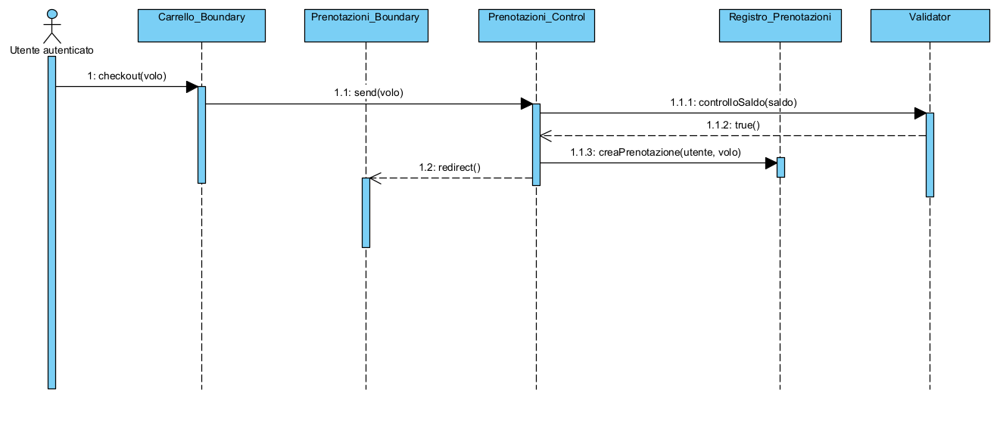 Carrello_Boundary
Prenotazioni_Boundary
Prenotazioni_Control
Registro_Prenotazioni
Validator
Utente autenticato
1: checkout(volo)
1.1: send(volo)
1.1.1: controlloSaldo(saldo)
1.1.2: true()
1.1.3: creaPrenotazione(utente, volo)
1.2: redirect()